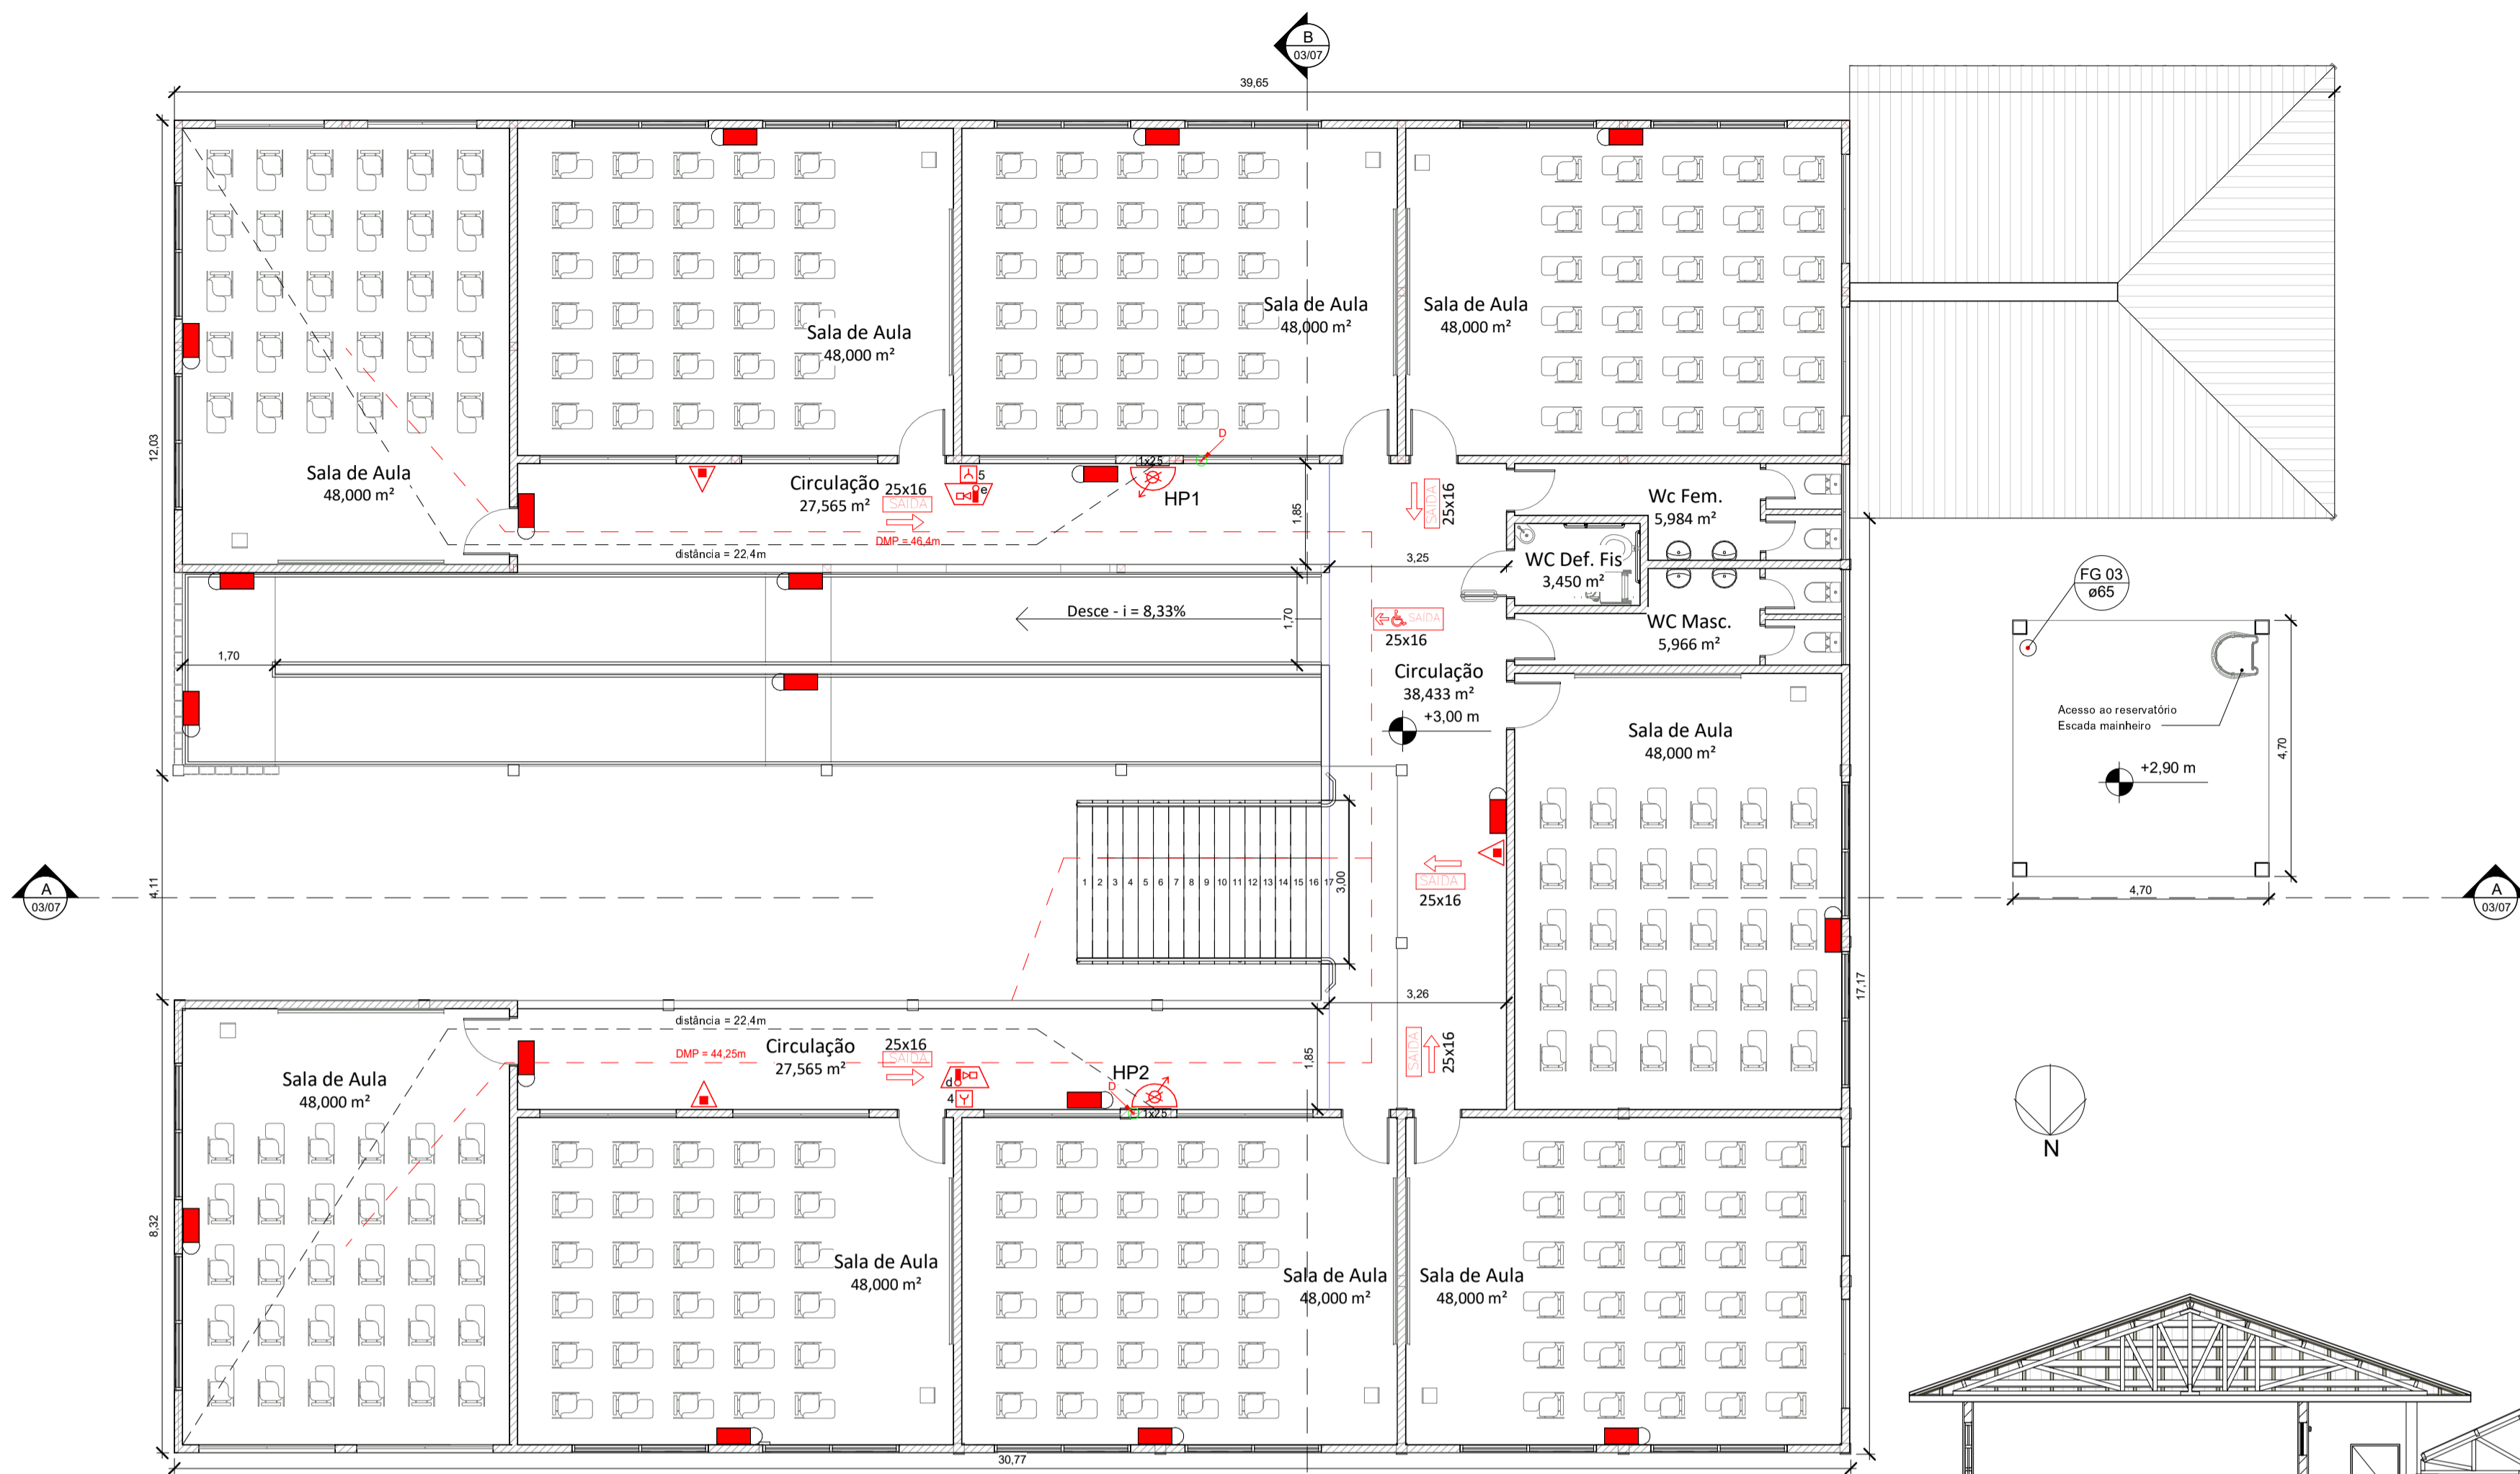 B
03/07
39,65
12,03
Sala de Aula
48,000 m²
Sala de Aula
48,000 m²
Sala de Aula
48,000 m²
Sala de Aula
48,000 m²
D
1x25
HP1
Circulação
27,565 m²
25x16
SAÍDA
5
e
DMP = 46,4m
distância = 22,4m
1,85
SAÍDA
25x16
3,25
Wc Fem.
5,984 m²
WC Def. Fis
3,450 m²
WC Masc.
5,966 m²
Desce - i = 8,33%
1,70
1,70
SAÍDA
25x16
Circulação
38,433 m²
+3,00 m
Sala de Aula
48,000 m²
FG 03
ø65
Acesso ao reservatório
Escada mainheiro
+2,90 m
4,70
4,70
A
03/07
4,11
1 2 3 4 5 6 7 8 9 10 11 12 13 14 15 16 17
3,00
SAÍDA
25x16
A
03/07
17,17
3,26
distância = 22,4m
DMP = 44,25m
Circulação
27,565 m²
25x16
SAÍDA
d
4
HP2
D
1x25
1,85
SAÍDA
25x16
N
8,32
Sala de Aula
48,000 m²
Sala de Aula
48,000 m²
Sala de Aula
48,000 m²
Sala de Aula
48,000 m²
30,77